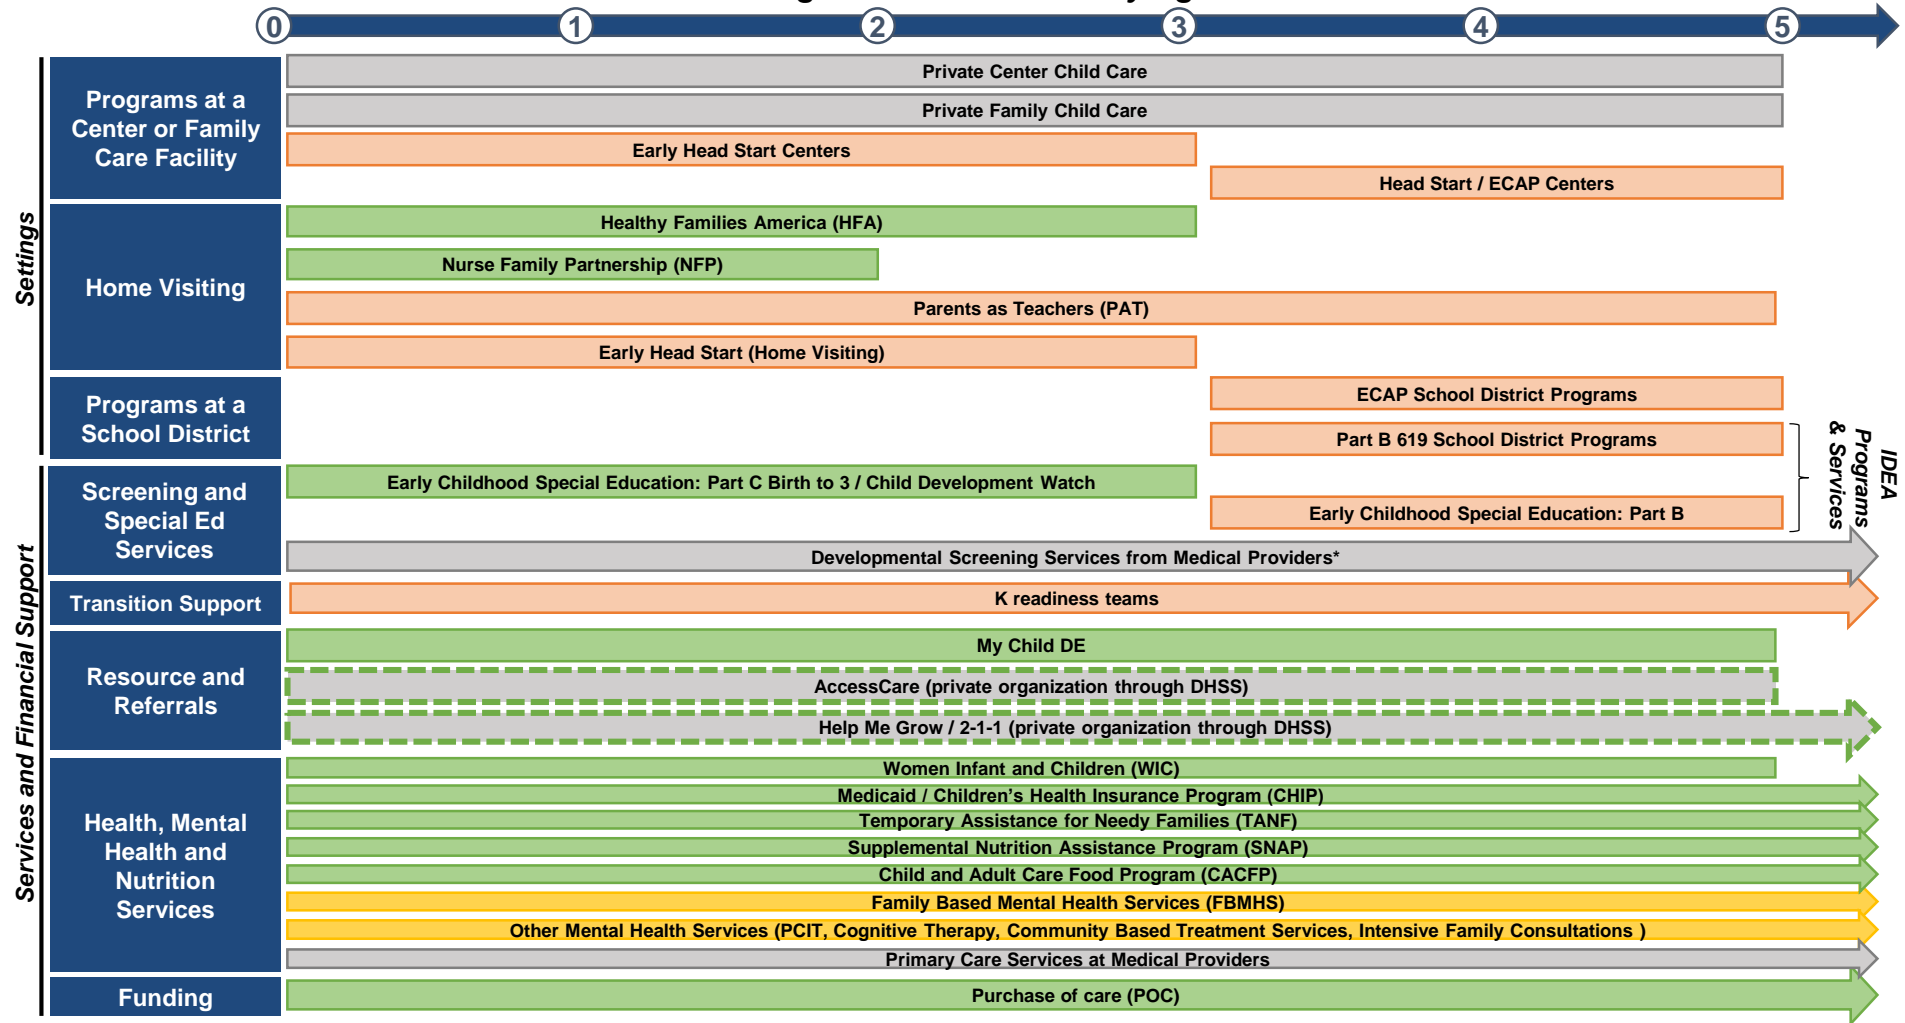 0 1 2 3 4 5
Settings
Programs at a
Center or Family
Care Facility
Private Center Child Care
Private Family Child Care
Early Head Start Centers
Head Start / ECAP Centers
Home Visiting
Healthy Families America (HFA)
Nurse Family Partnership (NFP)
Parents as Teachers (PAT)
Early Head Start (Home Visiting)
Programs at a
School District
ECAP School District Programs
Part B 619 School District Programs
IDEA
Programs
& Services
Services and Financial Support
Screening and
Special Ed
Services
Early Childhood Special Education: Part C Birth to 3 / Child Development Watch
Early Childhood Special Education: Part B
Developmental Screening Services from Medical Providers*
Transition Support
K readiness teams
Resource and
Referrals
My Child DE
AccessCare (private organization through DHSS)
Help Me Grow / 2-1-1 (private organization through DHSS)
Health, Mental
Health and
Nutrition
Services
Women Infant and Children (WIC)
Medicaid / Children's Health Insurance Program (CHIP)
Temporary Assistance for Needy Families (TANF)
Supplemental Nutrition Assistance Program (SNAP)
Child and Adult Care Food Program (CACFP)
Family Based Mental Health Services (FBMHS)
Other Mental Health Services (PCIT, Cognitive Therapy, Community Based Treatment Services, Intensive Family Consultations )
Primary Care Services at Medical Providers
Funding
Purchase of care (POC)